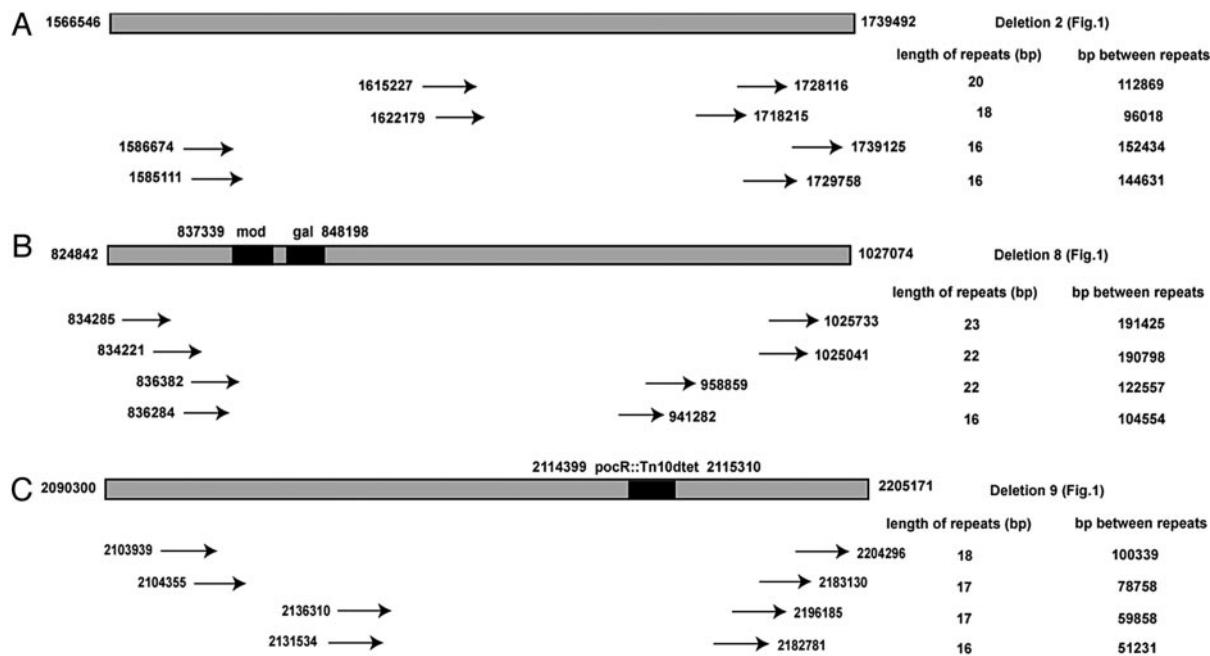 A 1566546 1739492 Deletion 2 (Fig.1)
length of repeats (bp) bp between repeats
1615227 1728116 20 112869
1622179 1718215 18 96018
1586674 1739125 16 152434
1585111 1729758 16 144631
837339 mod gal 848198
B 824842 1027074 Deletion 8 (Fig.1)
length of repeats (bp) bp between repeats
834285 1025733 23 191425
834221 1025041 22 190798
836382 958859 22 122557
836284 941282 16 104554
2114399 pocR::Tn10dtet 2115310
C 2090300 2205171 Deletion 9 (Fig.1)
length of repeats (bp) bp between repeats
2103939 2204296 18 100339
2104355 2183130 17 78758
2136310 2196185 17 59858
2131534 2182781 16 51231